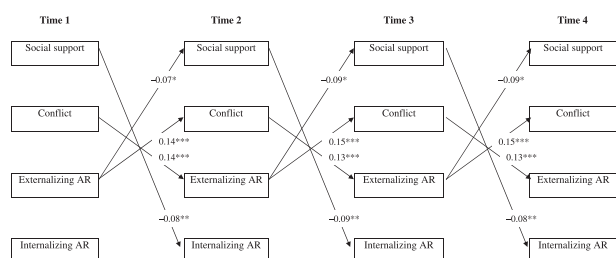 Time 1 Time 2 Time 3 Time 4
Social support Social support Social support Social support
−0.07* −0.09* −0.09*
Conflict Conflict Conflict Conflict
0.14*** 0.15*** 0.15***
0.14*** 0.13*** 0.13***
Externalizing AR Externalizing AR Externalizing AR Externalizing AR
−0.08** −0.09** −0.08**
Internalizing AR Internalizing AR Internalizing AR Internalizing AR